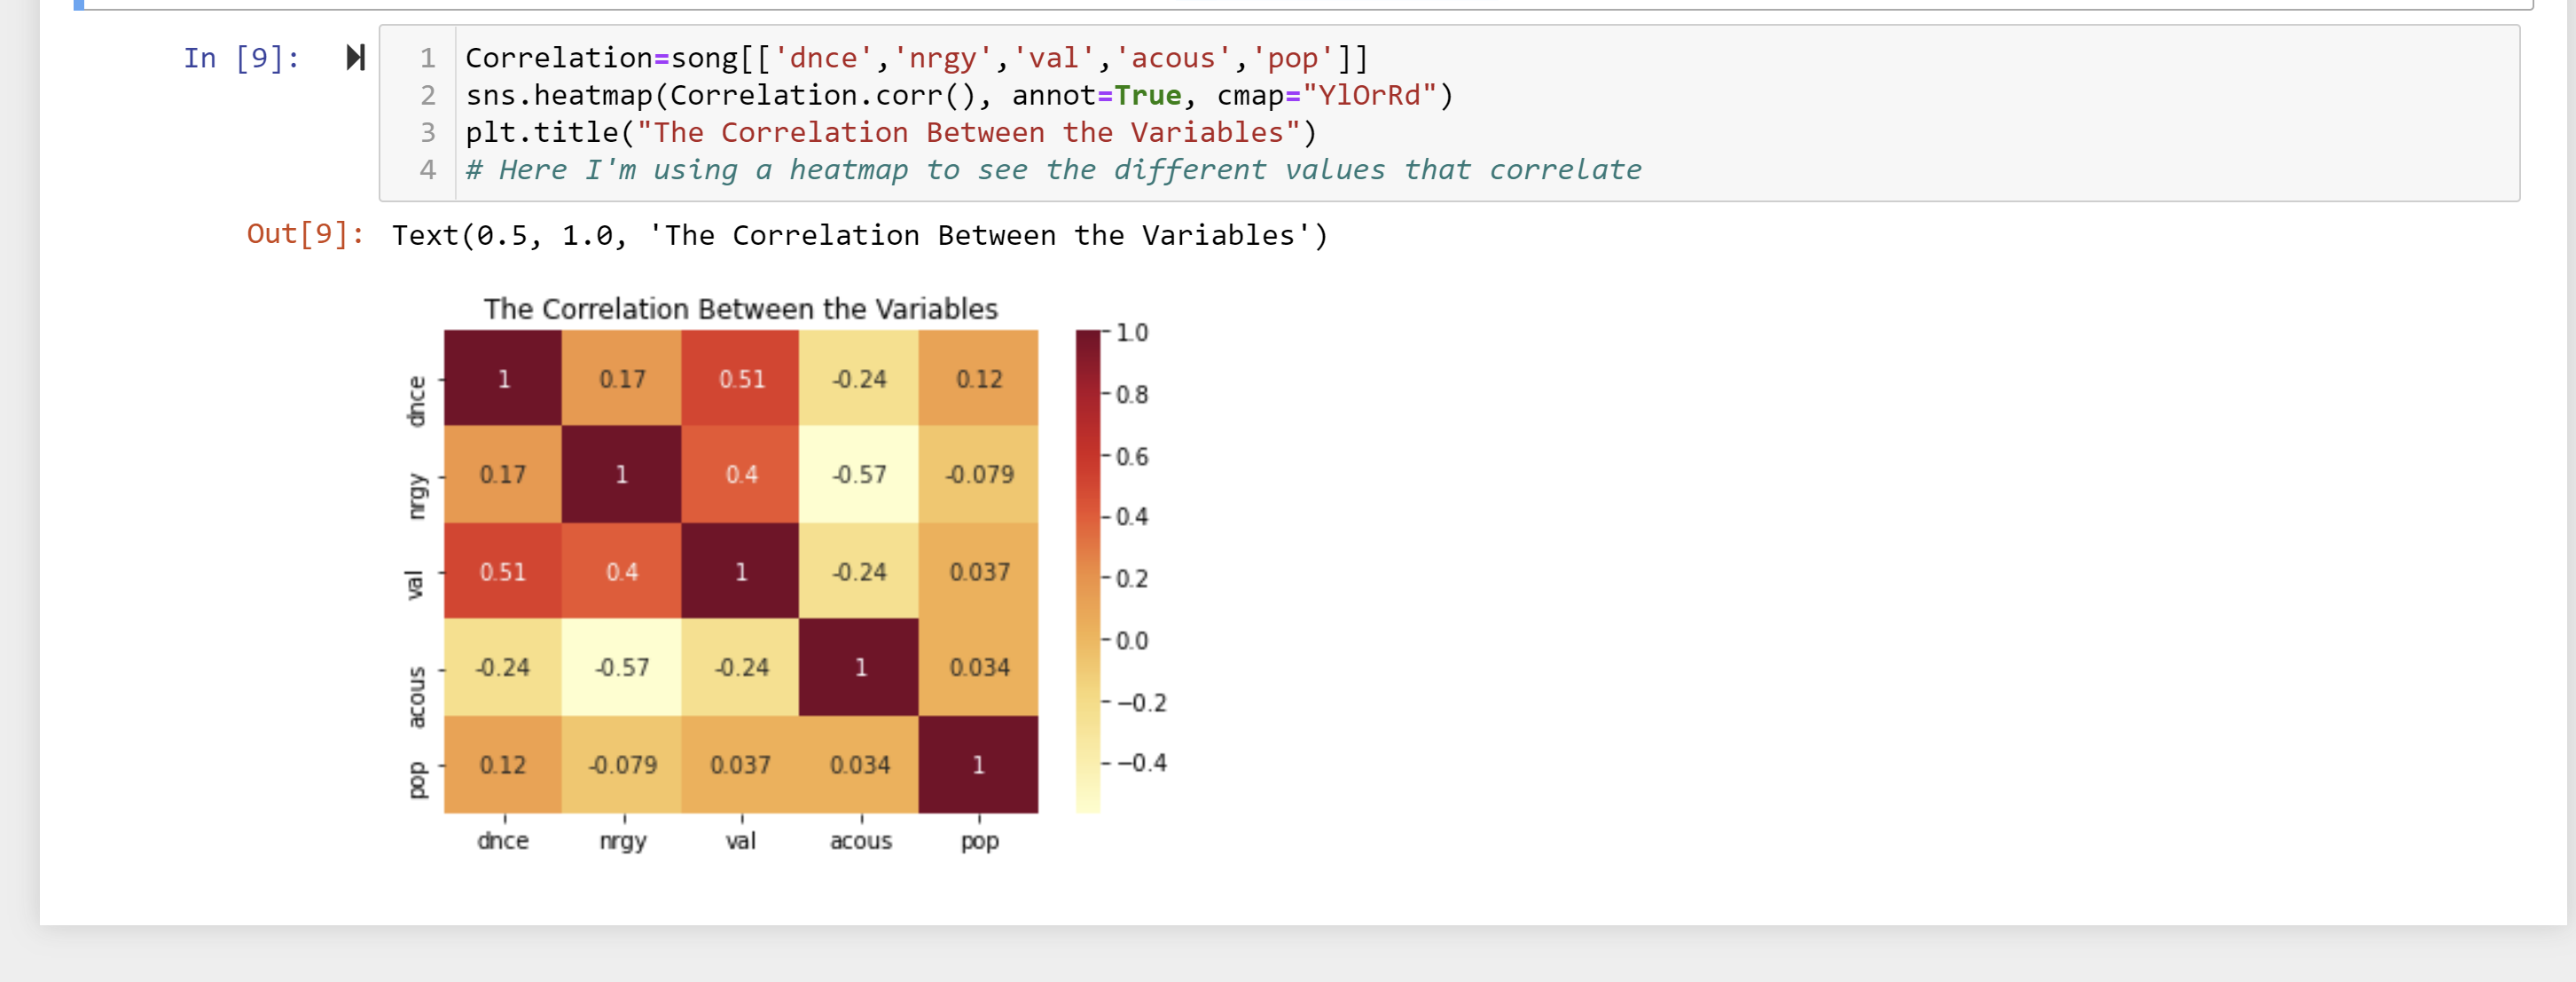 In [9]:
1 Correlation=song[['dnce','nrgy','val','acous','pop']]
2 sns.heatmap(Correlation.corr(), annot=True, cmap="YlOrRd")
3 plt.title("The Correlation Between the Variables")
4 # Here I'm using a heatmap to see the different values that correlate
Out[9]: Text(0.5, 1.0, 'The Correlation Between the Variables')
The Correlation Between the Variables
dnce 1 0.17 0.51 -0.24 0.12
nrgy 0.17 1 0.4 -0.57 -0.079
val 0.51 0.4 1 -0.24 0.037
acous -0.24 -0.57 -0.24 1 0.034
pop 0.12 -0.079 0.037 0.034 1
dnce nrgy val acous pop
1.0
0.8
0.6
0.4
0.2
0.0
−0.2
−0.4